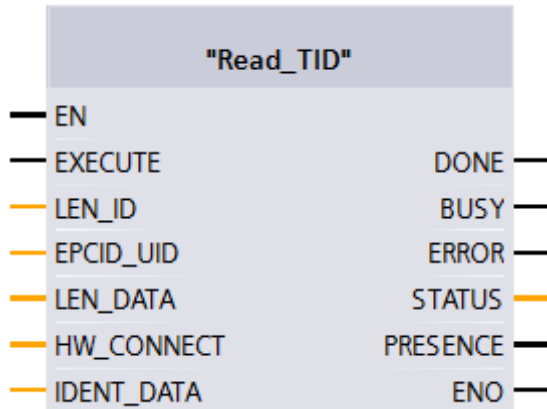 "Read_TID"
EN
EXECUTE DONE
LEN_ID BUSY
EPCID_UID ERROR
LEN_DATA STATUS
HW_CONNECT PRESENCE
IDENT_DATA ENO